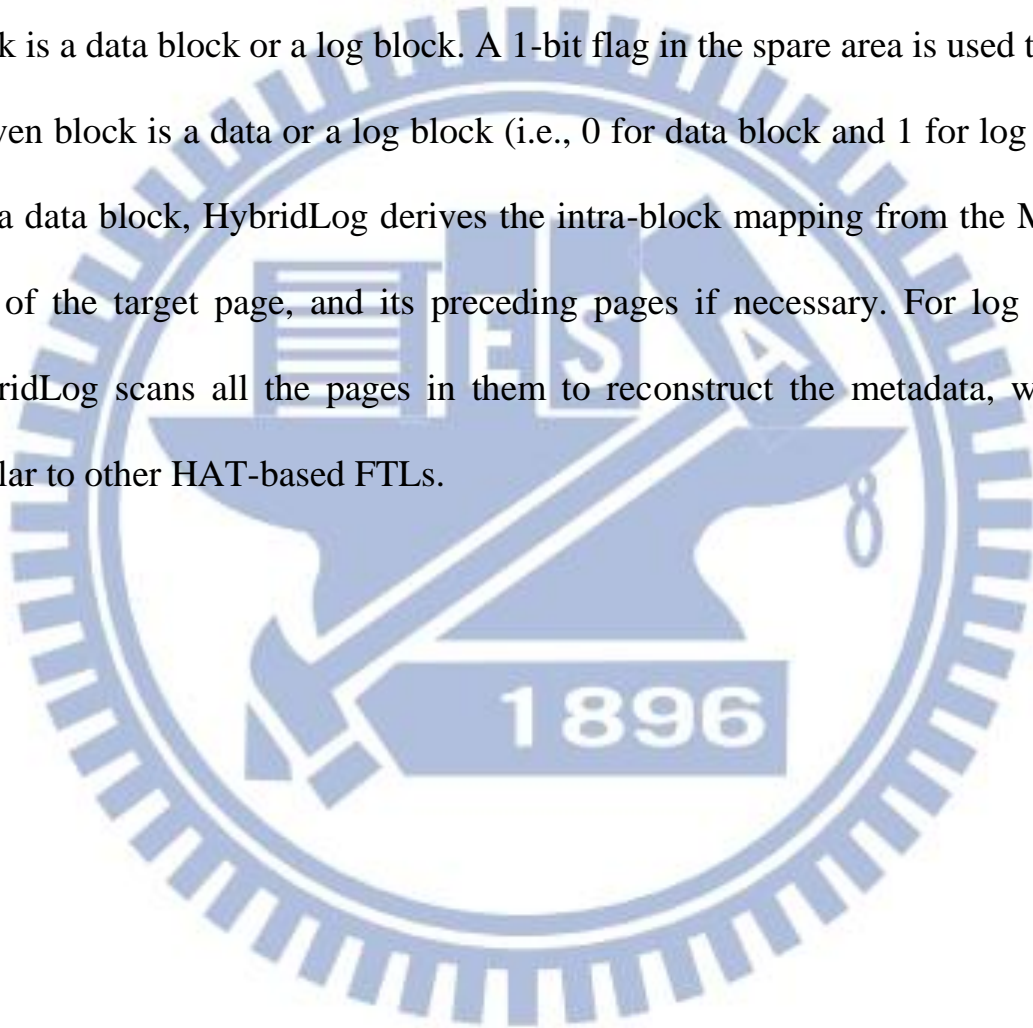 k is a data block or a log block. A 1-bit flag in the spare area is used t
ven block is a data or a log block (i.e., 0 for data block and 1 for log
a data block, HybridLog derives the intra-block mapping from the M
of the target page, and its preceding pages if necessary. For log
ridLog scans all the pages in them to reconstruct the metadata, w
lar to other HAT-based FTLs.
E S A
1896